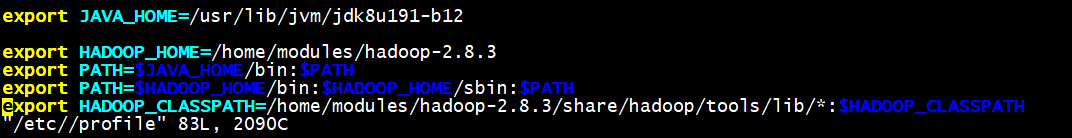 export JAVA_HOME=/usr/lib/jvm/jdk8u191-b12
export HADOOP_HOME=/home/modules/hadoop-2.8.3
export PATH=$JAVA_HOME/bin:$PATH
export PATH=$HADOOP_HOME/bin:$HADOOP_HOME/sbin:$PATH
export HADOOP_CLASSPATH=/home/modules/hadoop-2.8.3/share/hadoop/tools/lib/*:$HADOOP_CLASSPATH
"/etc//profile" 83L, 2090C